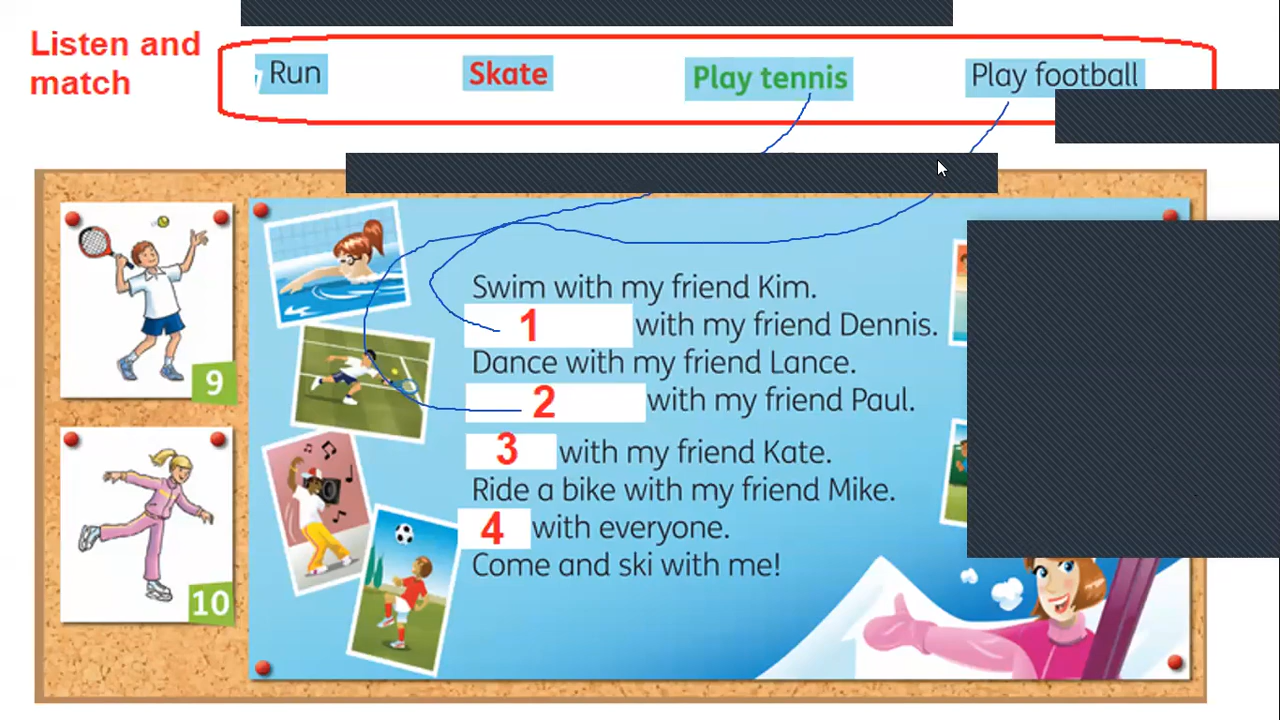 Listen and
match
Run
Skate
Play tennis
Play football
Swim with my friend Kim.
1 with my friend Dennis.
Dance with my friend Lance.
2 with my friend Paul.
3 with my friend Kate.
Ride a bike with my friend Mike.
4 with everyone.
Come and ski with me!
9
10